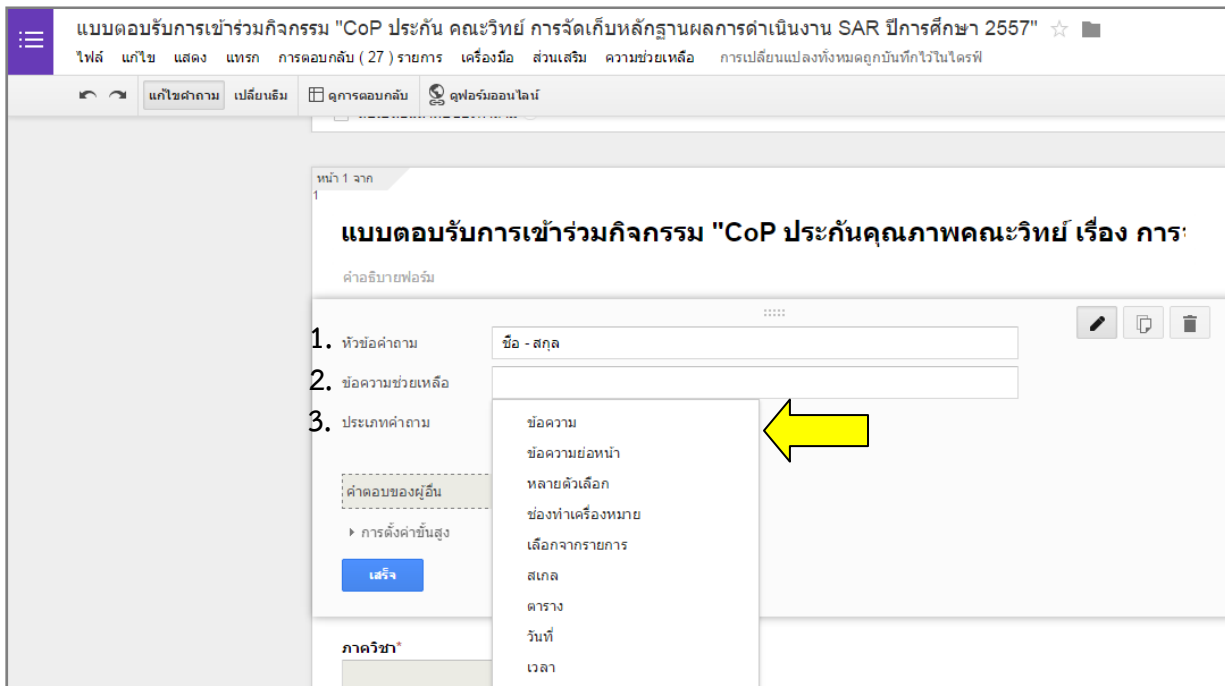 แบบตอบรับการเข้าร่วมกิจกรรม "CoP ประกัน คณะวิทย์ การจัดเก็บหลักฐานผลการดำเนินงาน SAR ปีการศึกษา 2557"
ไฟล์ แก้ไข แสดง แทรก การตอบกลับ ( 27 ) รายการ เครื่องมือ ส่วนเสริม ความช่วยเหลือ การเปลี่ยนแปลงทั้งหมดถูกบันทึกไว้ในไดรฟ์
แก้ไขคำถาม เปลี่ยนธีม ดูการตอบกลับ ดูฟอร์มออนไลน์
หน้า 1 จาก
1
แบบตอบรับการเข้าร่วมกิจกรรม "CoP ประกันคุณภาพคณะวิทย์ เรื่อง การ
คำอธิบายฟอร์ม
1. หัวข้อคำถาม ชื่อ - สกุล
2. ข้อความช่วยเหลือ
3. ประเภทคำถาม ข้อความ
ข้อความย่อหน้า
คำตอบของผู้อื่น หลายตัวเลือก
ช่องทำเครื่องหมาย
▸ การตั้งค่าขั้นสูง
เลือกจากรายการ
เสร็จ สเกล
ตาราง
วันที่
ภาควิชา*
เวลา